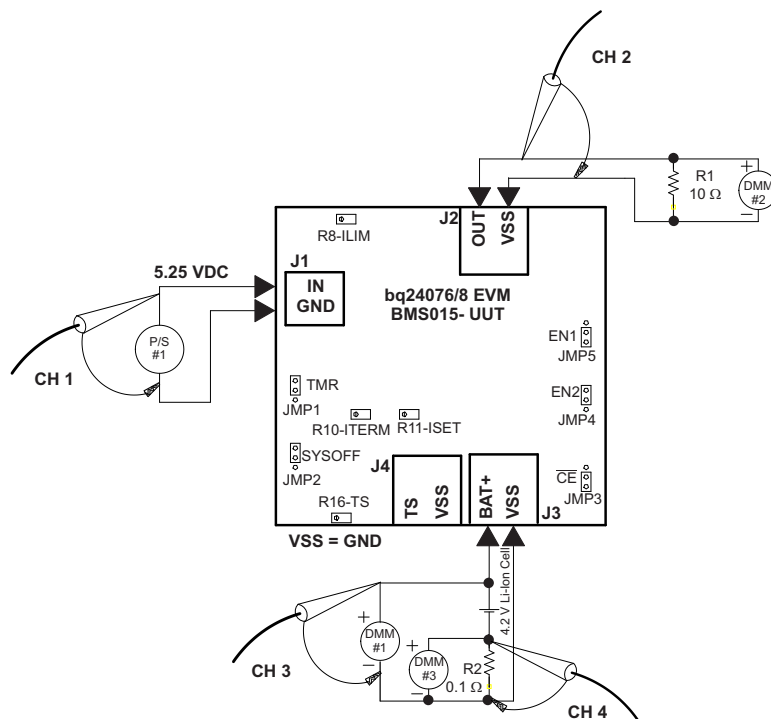 CH 2
R1
10 Ω
+
DMM
#2
−
J2
OUT
VSS
R8-ILIM
J1
5.25 VDC
IN
GND
bq24076/8 EVM
BMS015- UUT
P/S
#1
CH 1
EN1
JMP5
TMR
JMP1
EN2
JMP4
R10-ITERM
R11-ISET
SYSOFF
JMP2
J4
TS
VSS
BAT+
VSS
CE
JMP3
R16-TS
J3
VSS = GND
4.2 V Li-Ion Cell
CH 3
+
DMM
#1
−
+
DMM
#3
−
R2
0.1 Ω
CH 4